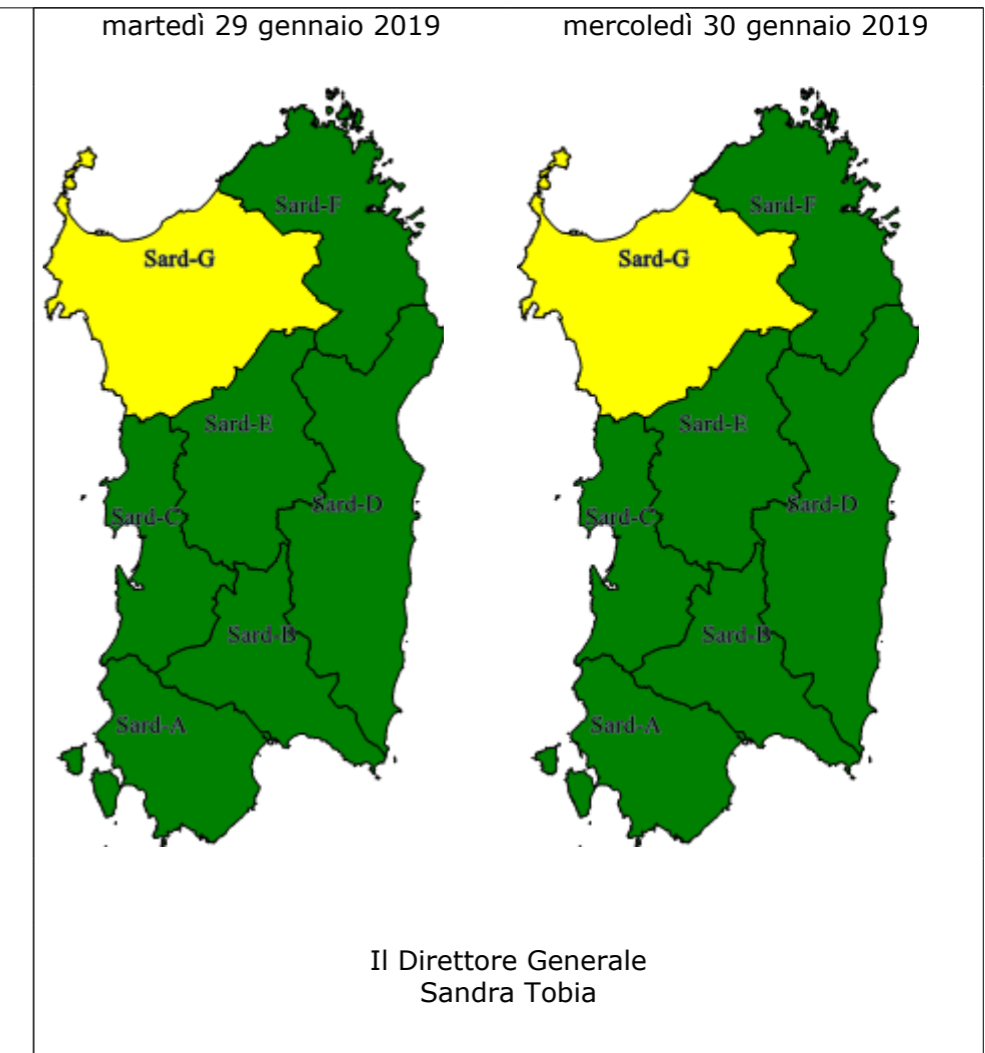 martedì 29 gennaio 2019
mercoledì 30 gennaio 2019
Sard-F
Sard-G
Sard-E
Sard-D
Sard-C
Sard-B
Sard-A
Sard-F
Sard-G
Sard-E
Sard-D
Sard-C
Sard-B
Sard-A
Il Direttore Generale
Sandra Tobia